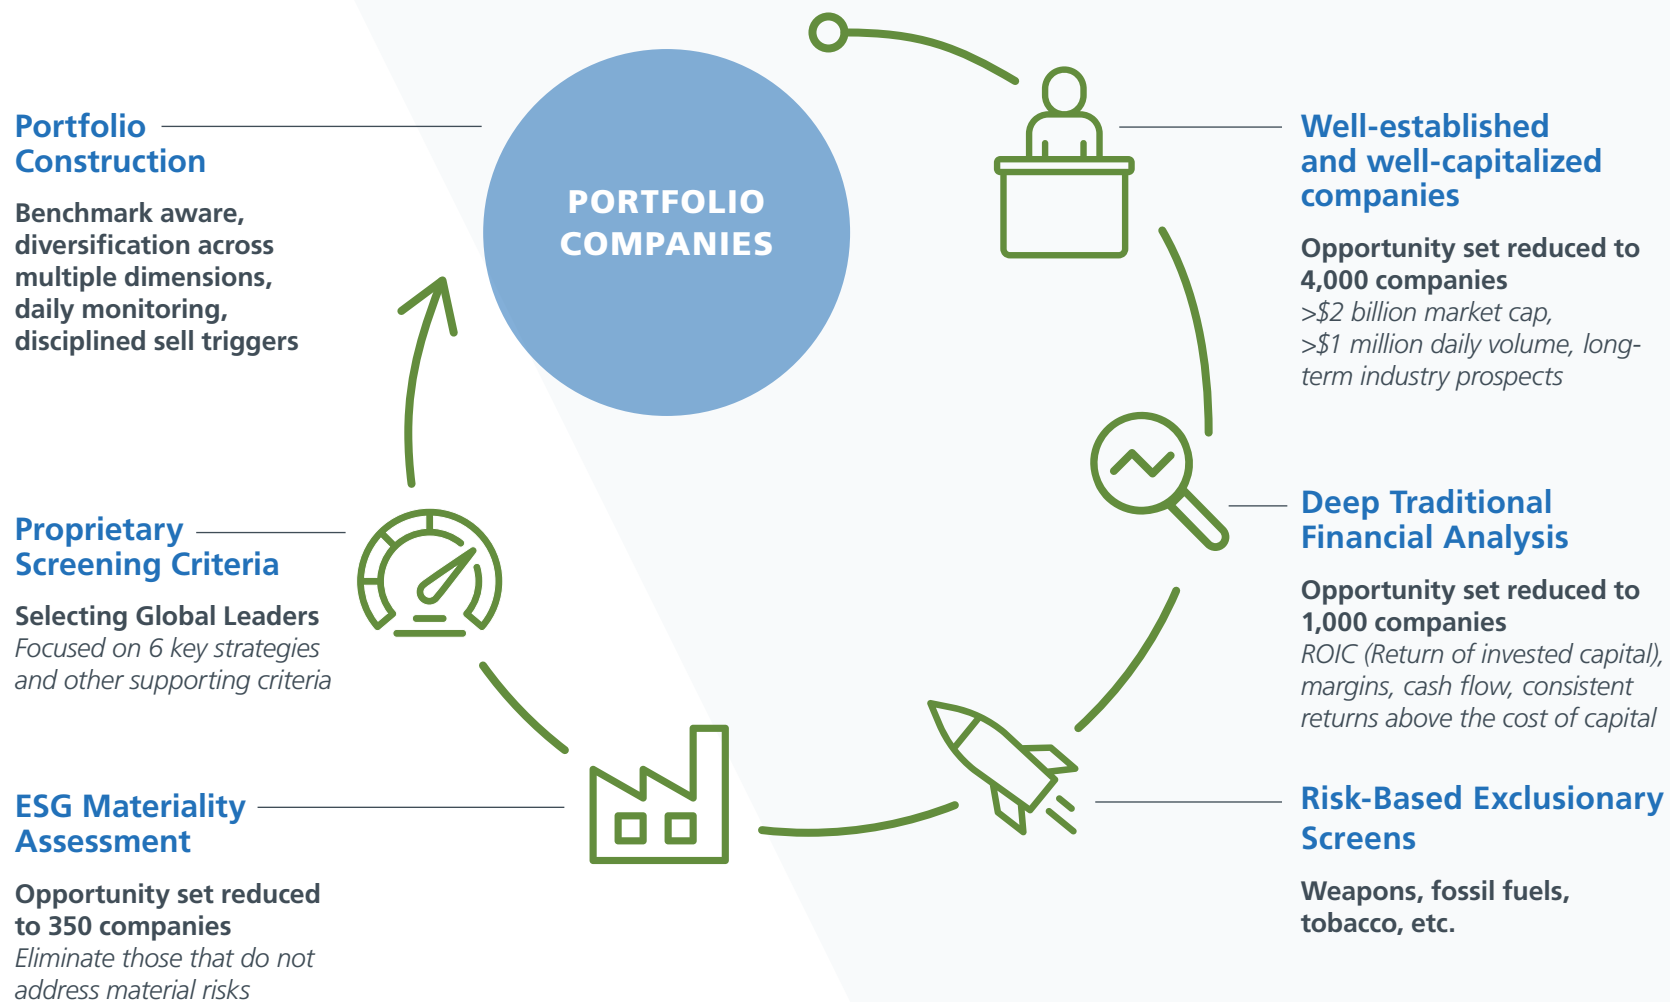 PORTFOLIO
COMPANIES
Well-established
and well-capitalized
companies
Opportunity set reduced to
4,000 companies
>$2 billion market cap,
>$1 million daily volume, long-
term industry prospects
Deep Traditional
Financial Analysis
Opportunity set reduced to
1,000 companies
ROIC (Return of invested capital),
margins, cash flow, consistent
returns above the cost of capital
Risk-Based Exclusionary
Screens
Weapons, fossil fuels,
tobacco, etc.
ESG Materiality
Assessment
Opportunity set reduced
to 350 companies
Eliminate those that do not
address material risks
Proprietary
Screening Criteria
Selecting Global Leaders
Focused on 6 key strategies
and other supporting criteria
Portfolio
Construction
Benchmark aware,
diversification across
multiple dimensions,
daily monitoring,
disciplined sell triggers